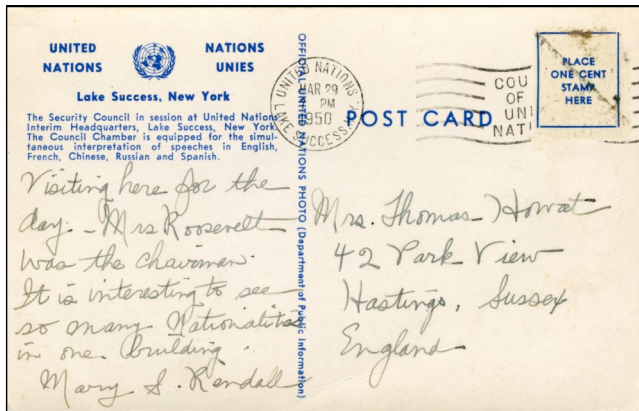 UNITED NATIONS
NATIONS UNIES
Lake Success, New York
The Security Council in session at United Nations
Interim Headquarters, Lake Success, New York.
The Council Chamber is equipped for the simul-
taneous interpretation of speeches in English,
French, Chinese, Russian and Spanish.
Visiting here for the
day. - Mrs Roosevelt
was the chairman.
It is interesting to see
so many Nationalities
in one building.
Mary S. Kendall
OFFICIAL UNITED NATIONS PHOTO (Department of Public Information)
UNITED NATIONS
MAR 29
PM
1950
LAKE SUCCESS, N.Y.
POST CARD
COU
OF
UNI
NATI
PLACE
ONE CENT
STAMP
HERE
Mrs. Thomas Howat
42 Park View
Hastings, Sussex
England